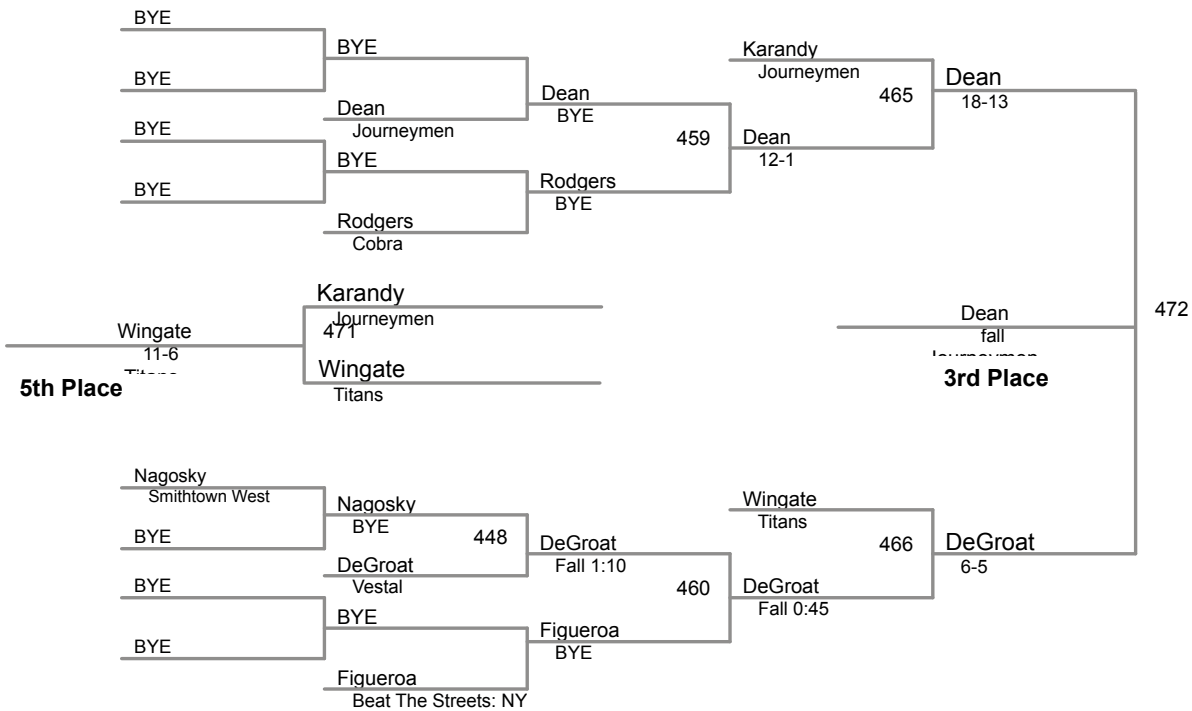 BYE
BYE
BYE
Dean
Journeymen
BYE
BYE
BYE
Rodgers
Cobra
Dean
BYE
Rodgers
BYE
459
Dean
12-1
Karandy
Journeymen
465
Dean
18-13
Karandy
Journeymen
471
Wingate
Titans
Wingate
11-6
5th Place
Dean
fall
3rd Place
472
Nagosky
Smithtown West
BYE
Nagosky
BYE
DeGroat
Vestal
448
BYE
BYE
BYE
Figueroa
Beat The Streets: NY
DeGroat
Fall 1:10
Figueroa
BYE
460
DeGroat
Fall 0:45
Wingate
Titans
466
DeGroat
6-5